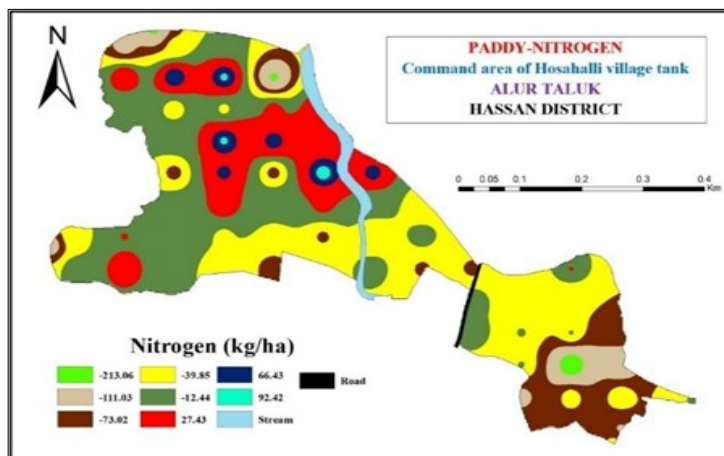 N
PADDY-NITROGEN
Command area of Hosahalli village tank
ALUR TALUK
HASSAN DISTRICT
0 0.05 0.1 0.2 0.3 0.4
Km
Nitrogen (kg/ha)
-213.06 -39.85 66.43 Road
-111.03 -12.44 92.42
-73.02 27.43 Stream